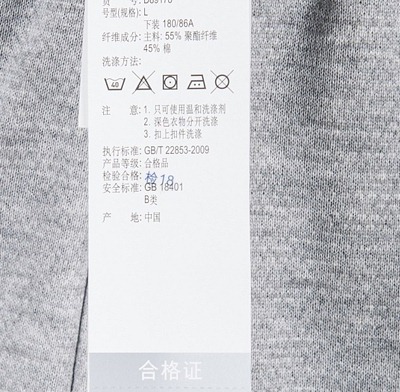 号型(规格): L
下装 180/86A
纤维成分: 主料: 55% 聚酯纤维
45% 棉
洗涤方法:
40
注 意: 1. 只可使用温和洗涤剂
2. 深色衣物分开洗涤
3. 扣上扣件洗涤
执行标准: GB/T 22853-2009
产品等级: 合格品
检验合格: 检18
安全标准: GB 18401
B类
产 地: 中国
合格证